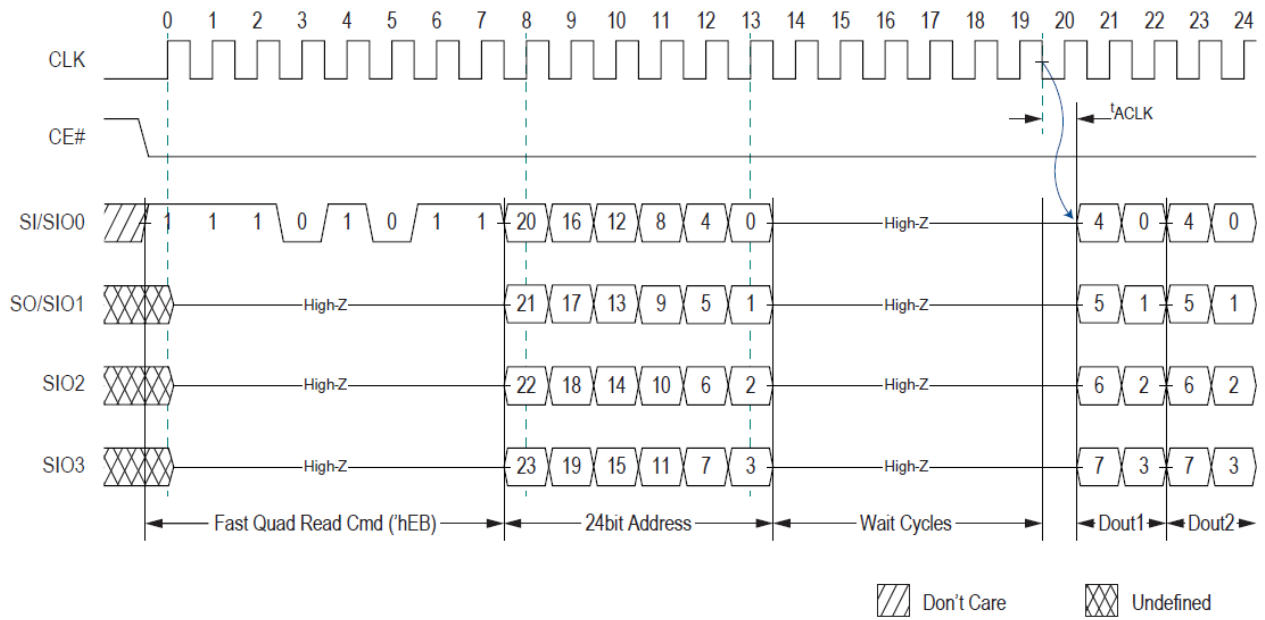 0 1 2 3 4 5 6 7 8 9 10 11 12 13 14 15 16 17 18 19 20 21 22 23 24
CLK
CE#
tACLK
SI/SIO0 1 1 1 0 1 0 1 1 20 16 12 8 4 0 High-Z 4 0 4 0
SO/SIO1 High-Z 21 17 13 9 5 1 High-Z 5 1 5 1
SIO2 High-Z 22 18 14 10 6 2 High-Z 6 2 6 2
SIO3 High-Z 23 19 15 11 7 3 High-Z 7 3 7 3
Fast Quad Read Cmd ('hEB) 24bit Address Wait Cycles Dout1 Dout2
Don't Care Undefined